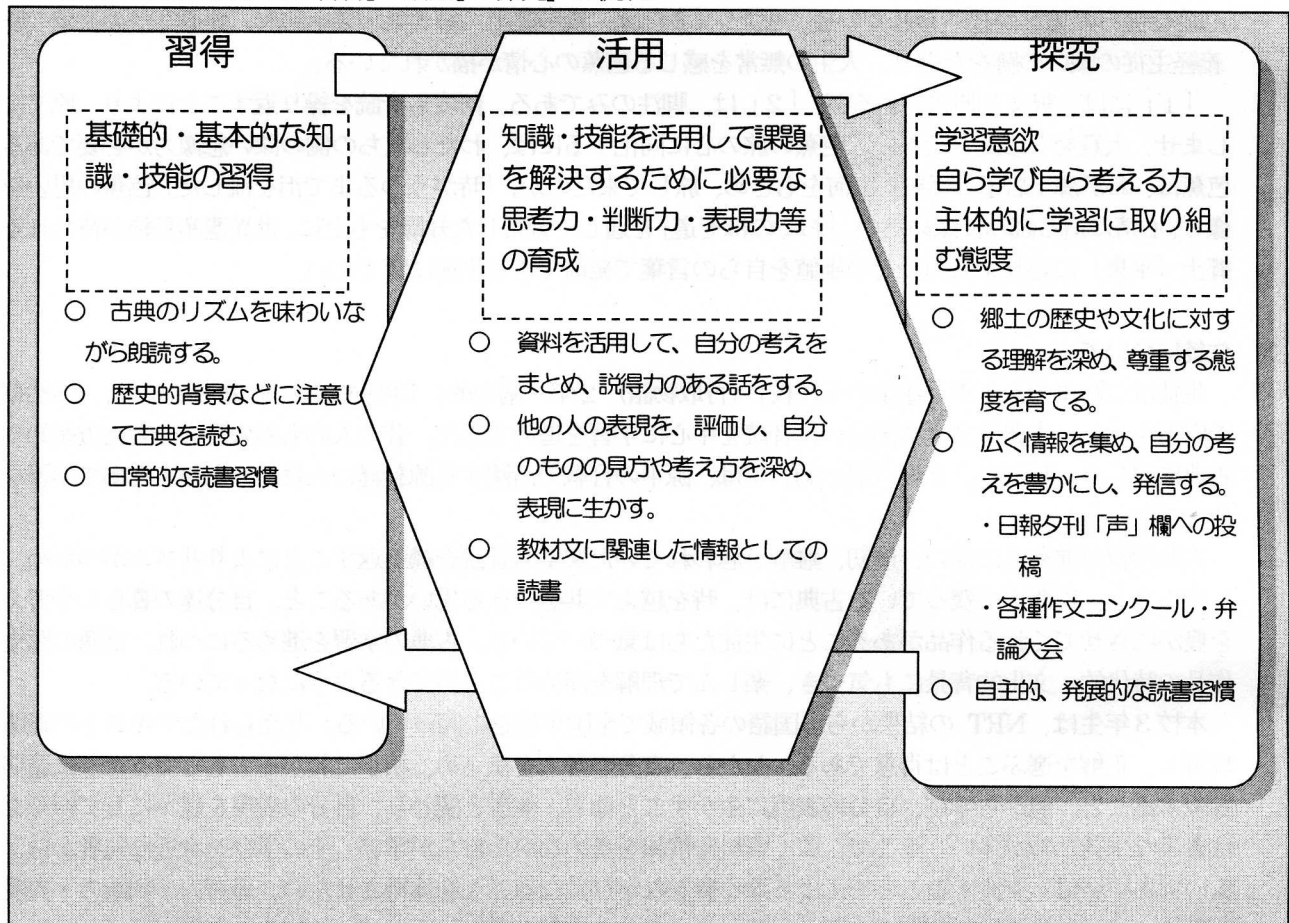 習得
基礎的・基本的な知
識・技能の習得
○ 古典のリズムを味わいな
がら朗読する。
○ 歴史的背景などに注意し
て古典を読む。
○ 日常的な読書習慣
活用
知識・技能を活用して課題
を解決するために必要な
思考力・判断力・表現力等
の育成
○ 資料を活用して、自分の考えを
まとめ、説得力のある話をする。
○ 他の人の表現を、評価し、自分
のものの見方や考え方を深め、
表現に生かす。
○ 教材文に関連した情報としての
読書
探究
学習意欲
自ら学び自ら考える力
主体的に学習に取り組
む態度
○ 郷土の歴史や文化に対す
る理解を深め、尊重する態
度を育てる。
○ 広く情報を集め、自分の考
えを豊かにし、発信する。
・日報夕刊「声」欄への投
稿
・各種作文コンクール・弁
論大会
○ 自主的、発展的な読書習慣